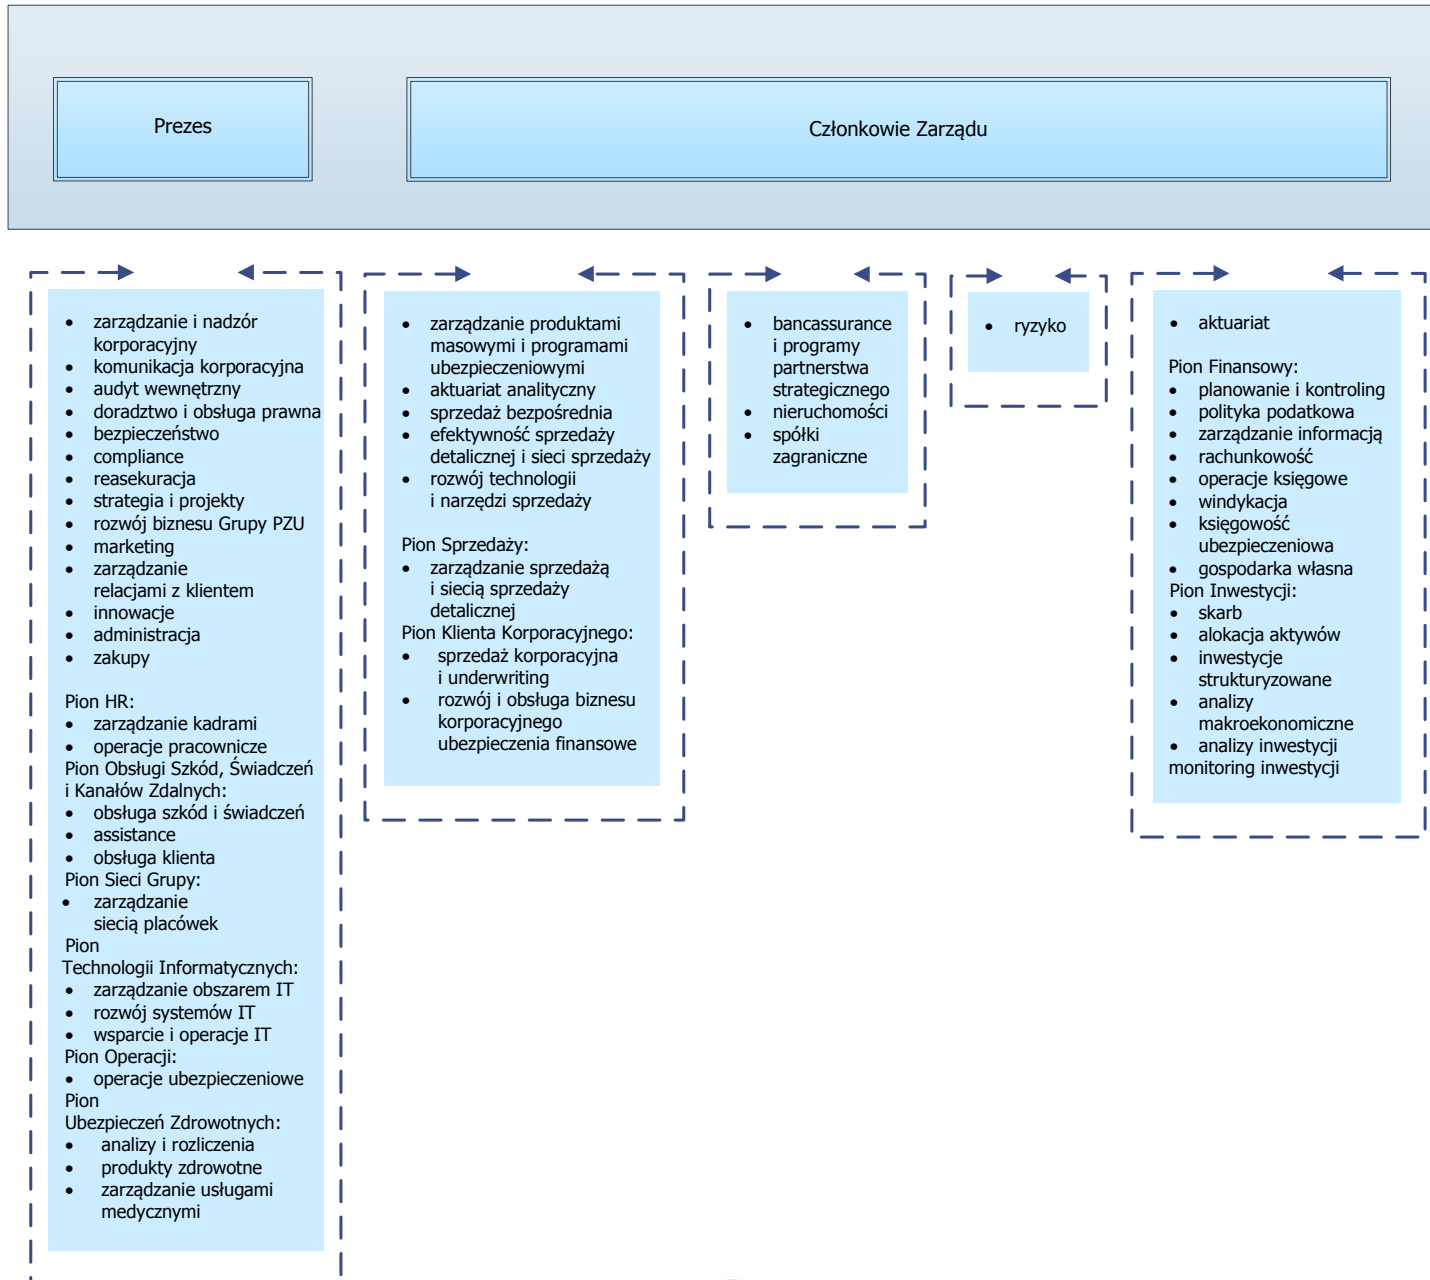 Prezes
Członkowie Zarządu
• zarządzanie i nadzór
korporacyjny
• komunikacja korporacyjna
• audyt wewnętrzny
• doradztwo i obsługa prawna
• bezpieczeństwo
• compliance
• reasekuracja
• strategia i projekty
• rozwój biznesu Grupy PZU
• marketing
• zarządzanie
relacjami z klientem
• innowacje
• administracja
• zakupy
Pion HR:
• zarządzanie kadrami
• operacje pracownicze
Pion Obsługi Szkód, Świadczeń
i Kanałów Zdalnych:
• obsługa szkód i świadczeń
• assistance
• obsługa klienta
Pion Sieci Grupy:
• zarządzanie
siecią placówek
Pion
Technologii Informatycznych:
• zarządzanie obszarem IT
• rozwój systemów IT
• wsparcie i operacje IT
Pion Operacji:
• operacje ubezpieczeniowe
Pion
Ubezpieczeń Zdrowotnych:
• analizy i rozliczenia
• produkty zdrowotne
• zarządzanie usługami
medycznymi
• zarządzanie produktami
masowymi i programami
ubezpieczeniowymi
• aktuariat analityczny
• sprzedaż bezpośrednia
• efektywność sprzedaży
detalicznej i sieci sprzedaży
• rozwój technologii
i narzędzi sprzedaży
Pion Sprzedaży:
• zarządzanie sprzedażą
i siecią sprzedaży
detalicznej
Pion Klienta Korporacyjnego:
• sprzedaż korporacyjna
i underwriting
• rozwój i obsługa biznesu
korporacyjnego
ubezpieczenia finansowe
• bancassurance
i programy
partnerstwa
strategicznego
• nieruchomości
• spółki
zagraniczne
• ryzyko
• aktuariat
Pion Finansowy:
• planowanie i kontroling
• polityka podatkowa
• zarządzanie informacją
• rachunkowość
• operacje księgowe
• windykacja
• księgowość
ubezpieczeniowa
• gospodarka własna
Pion Inwestycji:
• skarb
• alokacja aktywów
• inwestycje
strukturyzowane
• analizy
makroekonomiczne
• analizy inwestycji
monitoring inwestycji